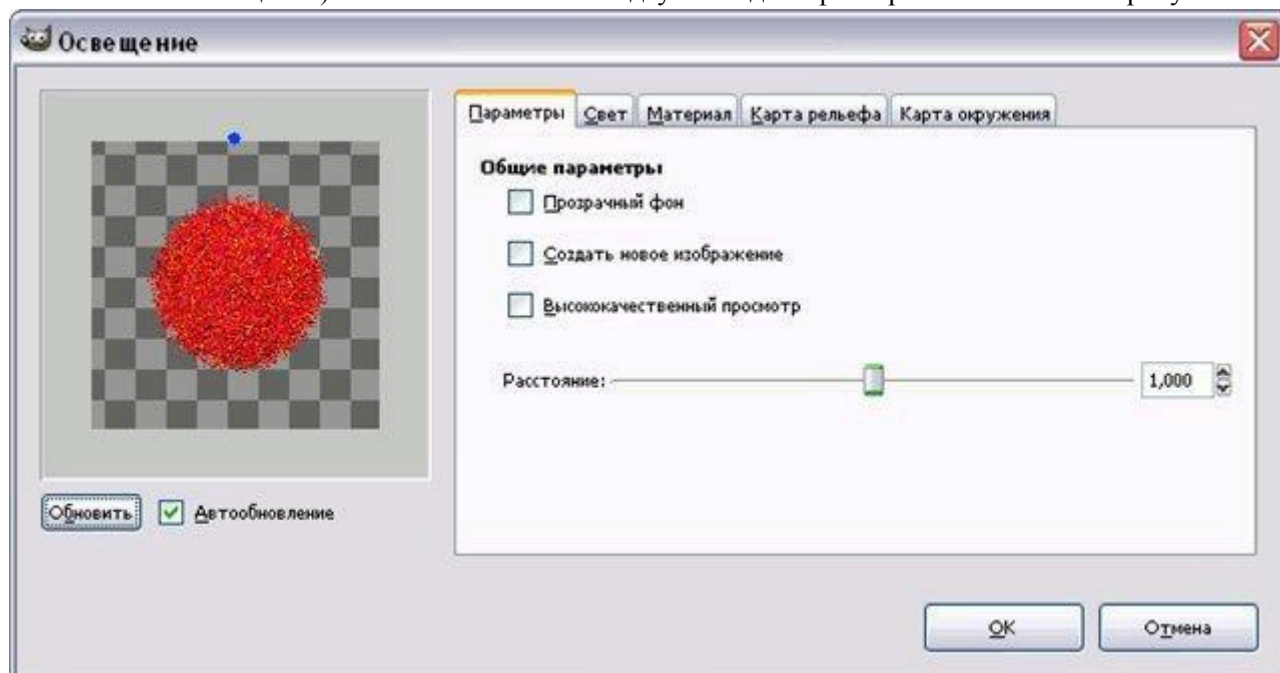 Освещение
Параметры Свет Материал Карта рельефа Карта окружения
Общие параметры
Прозрачный фон
Создать новое изображение
Высококачественный просмотр
Расстояние: 1,000
Обновить Автообновление
OK Отмена